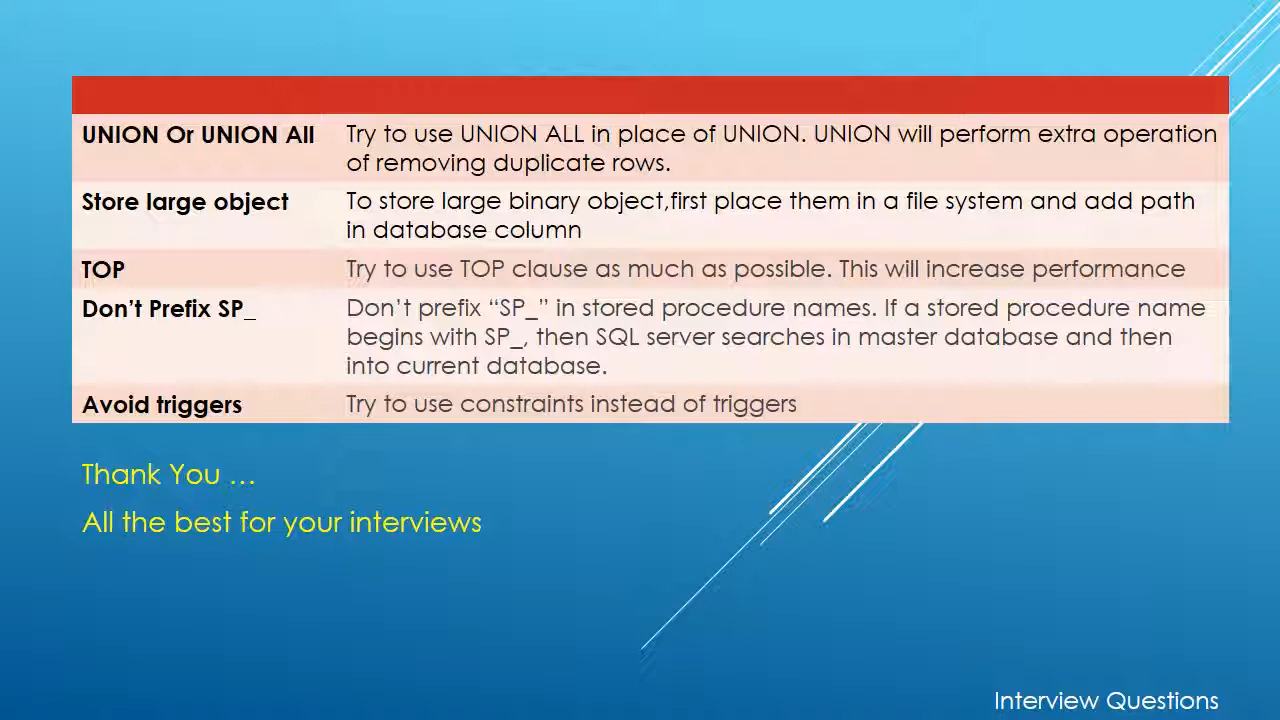 UNION Or UNION All
Try to use UNION ALL in place of UNION. UNION will perform extra operation
of removing duplicate rows.
Store large object
To store large binary object,first place them in a file system and add path
in database column
TOP
Try to use TOP clause as much as possible. This will increase performance
Don’t Prefix SP_
Don’t prefix “SP_” in stored procedure names. If a stored procedure name
begins with SP_, then SQL server searches in master database and then
into current database.
Avoid triggers
Try to use constraints instead of triggers
Thank You …
All the best for your interviews
Interview Questions